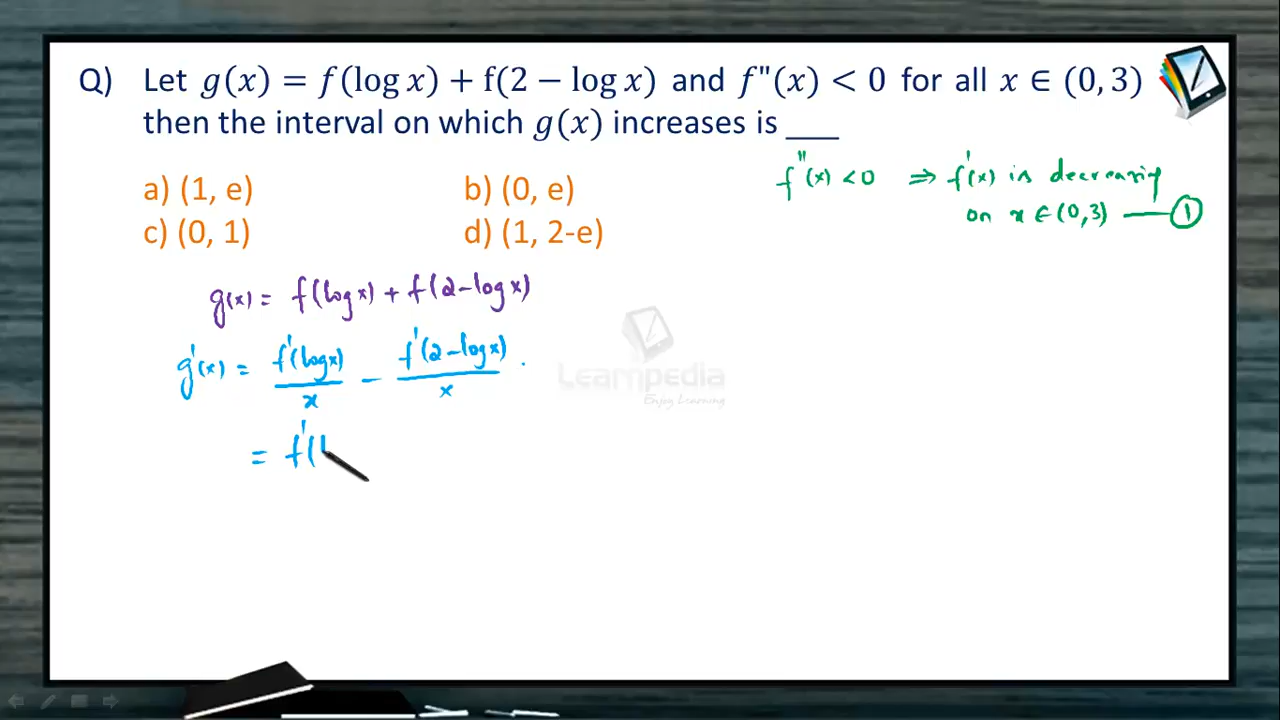 Q) Let g(x) = f(log x) + f(2 − log x) and f"(x) < 0 for all x ∈ (0, 3)
then the interval on which g(x) increases is ___
a) (1, e) b) (0, e)
c) (0, 1) d) (1, 2-e)
f"(x) < 0 ⇒ f'(x) is decreasing
on x ∈ (0,3) — ①
g(x) = f(log x) + f(2 − log x)
g'(x) = f'(log x)/x − f'(2 − log x)/x .
= f'(l
Learnpedia
Enjoy Learning